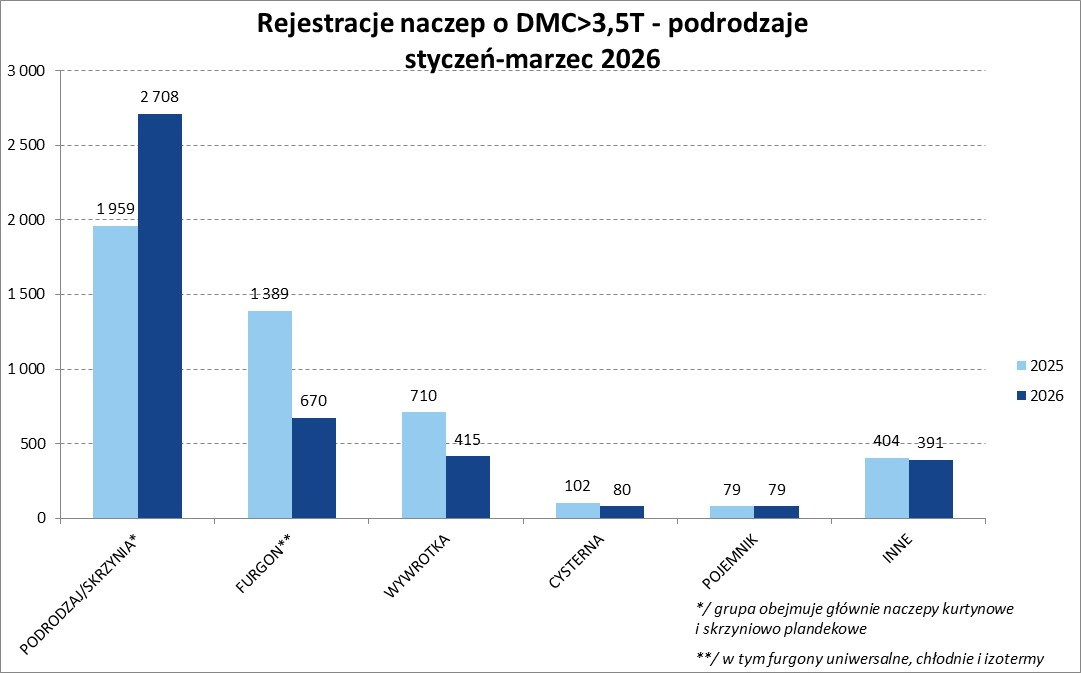 Rejestracje naczep o DMC>3,5T - podrodzaje
styczeń-marzec 2026
3 000
2 500
2 000
1 500
1 000
500
0
1 959
2 708
1 389
670
710
415
102
80
79
79
404
391
PODRODZAJ/SKRZYNIA*
FURGON**
WYWROTKA
CYSTERNA
POJEMNIK
INNE
2025
2026
*/ grupa obejmuje głównie naczepy kurtynowe
i skrzyniowo plandekowe
**/ w tym furgony uniwersalne, chłodnie i izotermy